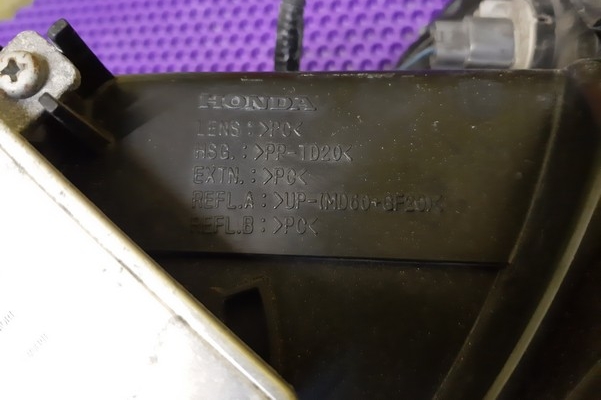 HONDA
LENS:>PC<
HSG.:>PP-TD20<
EXTN.:>PC<
REFL.A:>UP-(MD60+GF20)<
REFL.B:>PC<